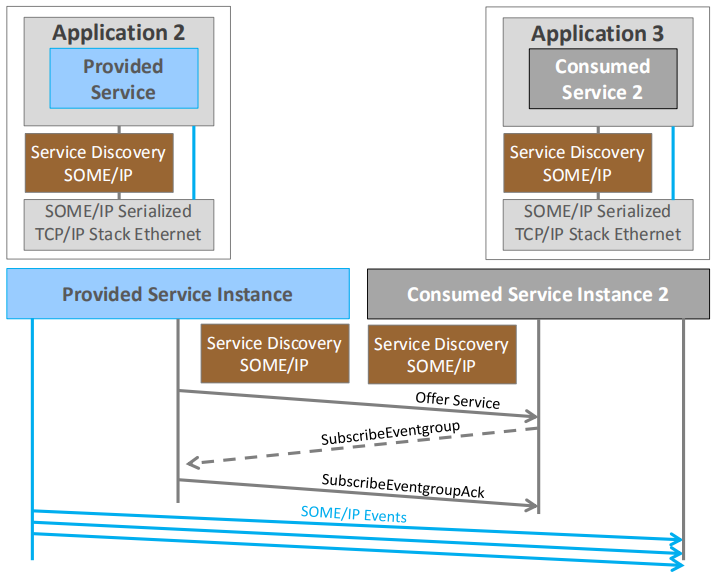 Application 2
Provided
Service
Service Discovery
SOME/IP
SOME/IP Serialized
TCP/IP Stack Ethernet
Application 3
Consumed
Service 2
Service Discovery
SOME/IP
SOME/IP Serialized
TCP/IP Stack Ethernet
Provided Service Instance
Consumed Service Instance 2
Service Discovery
SOME/IP
Service Discovery
SOME/IP
Offer Service
SubscribeEventgroup
SubscribeEventgroupAck
SOME/IP Events